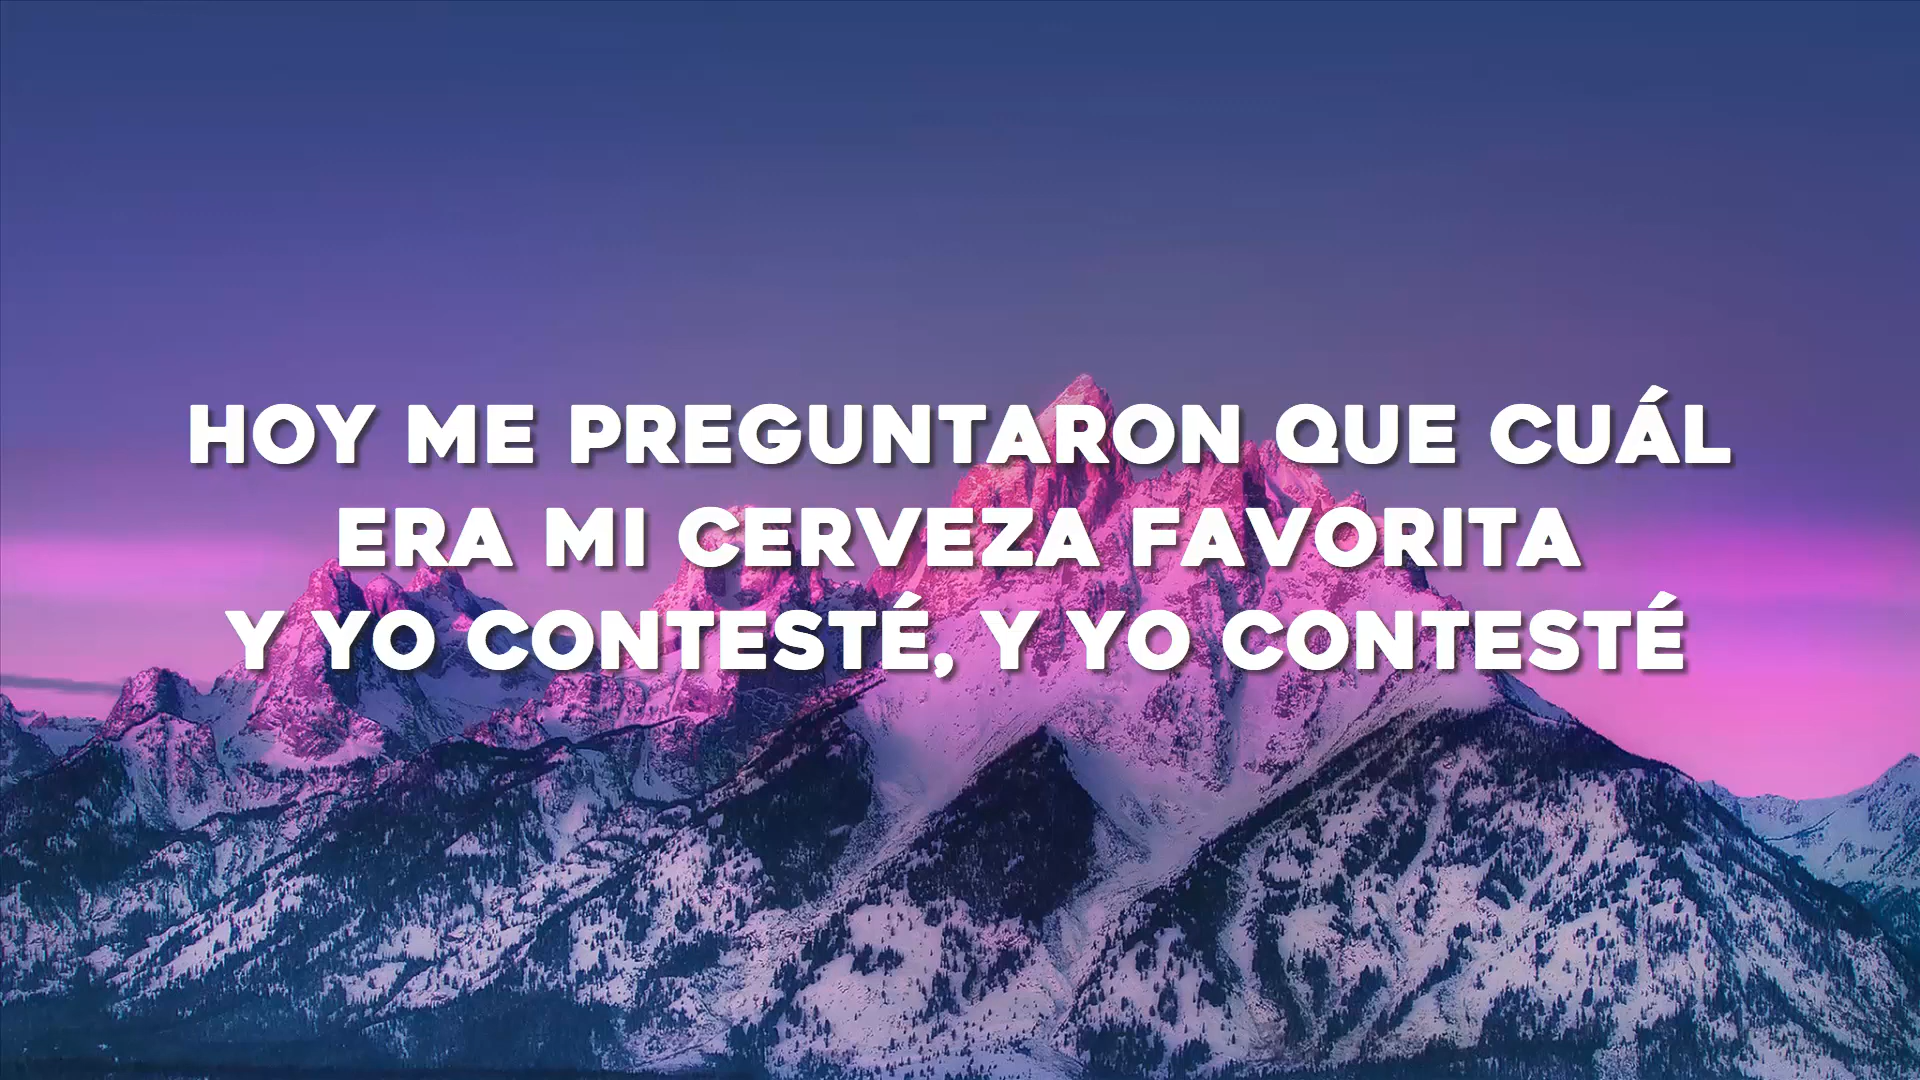 HOY ME PREGUNTARON QUE CUÁL
ERA MI CERVEZA FAVORITA
Y YO CONTESTÉ, Y YO CONTESTÉ